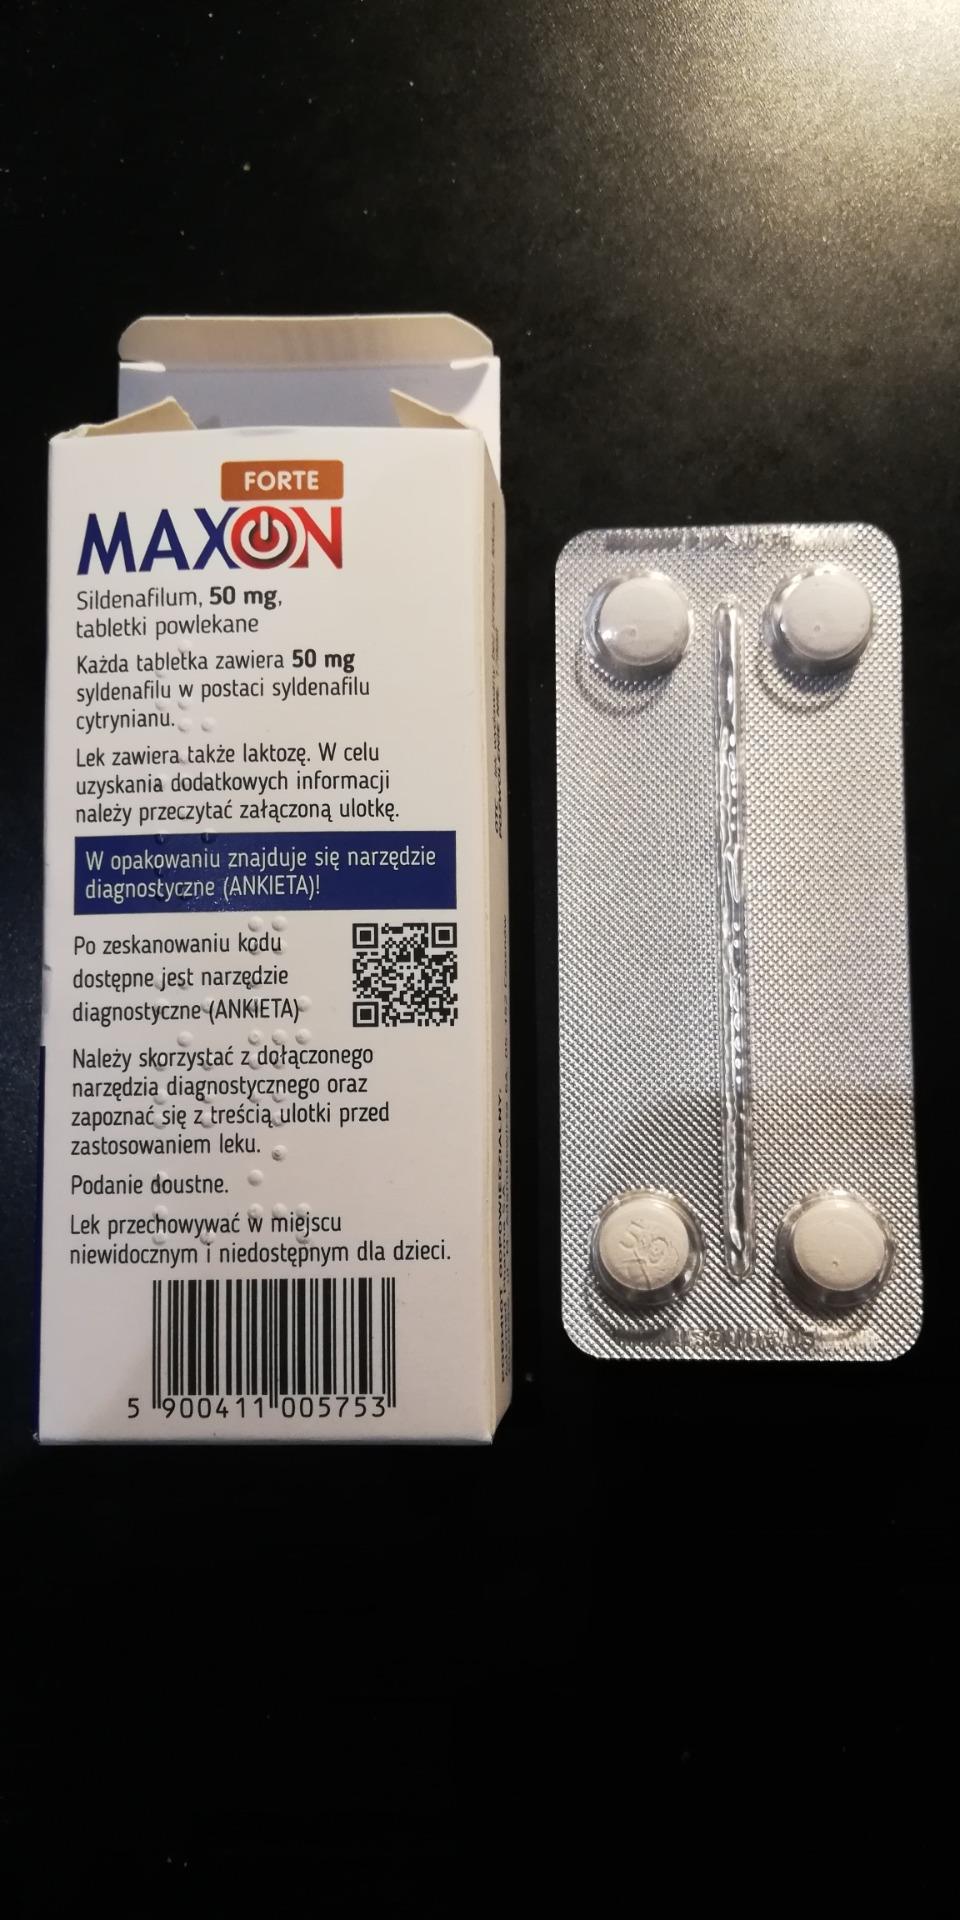 FORTE
MAXON
Sildenafilum, 50 mg,
tabletki powlekane
Każda tabletka zawiera 50 mg
syldenafilu w postaci syldenafilu
cytrynianu.
Lek zawiera także laktozę. W celu
uzyskania dodatkowych informacji
należy przeczytać załączoną ulotkę.
W opakowaniu znajduje się narzędzie
diagnostyczne (ANKIETA)!
Po zeskanowaniu kodu
dostępne jest narzędzie
diagnostyczne (ANKIETA)
Należy skorzystać z dołączonego
narzędzia diagnostycznego oraz
zapoznać się z treścią ulotki przed
zastosowaniem leku.
Podanie doustne.
Lek przechowywać w miejscu
niewidocznym i niedostępnym dla dzieci.
5 900411 005753
PODMIOT ODPOWIEDZIALNY: